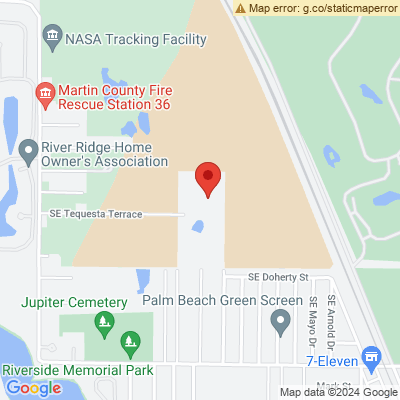 Map error: g.co/staticmaperror
NASA Tracking Facility
Martin County Fire
Rescue Station 36
River Ridge Home
Owner's Association
SE Tequesta Terrace
SE Doherty St
Jupiter Cemetery
Palm Beach Green Screen
SE Mayo Dr
SE Arnold Dr
7-Eleven
Riverside Memorial Park
Mark St
Google
Map data ©2024 Google